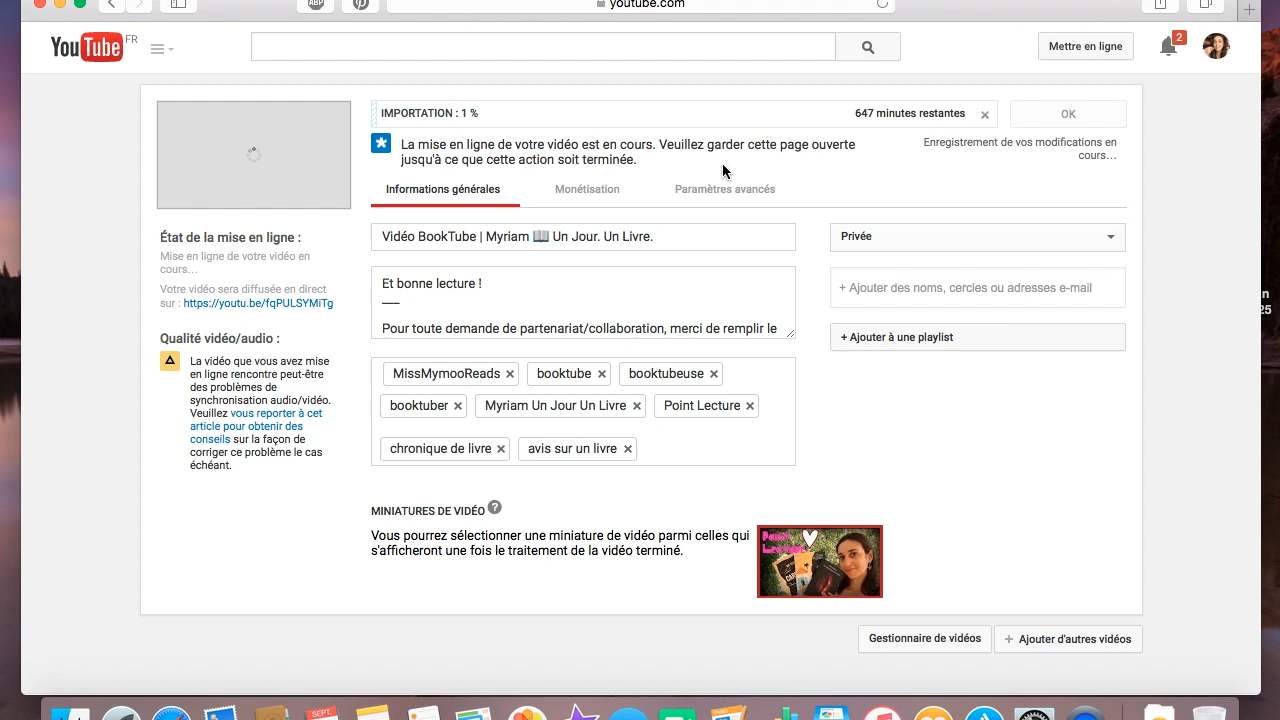 youtube.com
YouTube FR
Mettre en ligne
2
IMPORTATION : 1 %
647 minutes restantes
OK
La mise en ligne de votre vidéo est en cours. Veuillez garder cette page ouverte
jusqu'à ce que cette action soit terminée.
Enregistrement de vos modifications en
cours…
Informations générales
Monétisation
Paramètres avancés
État de la mise en ligne :
Mise en ligne de votre vidéo en
cours…
Votre vidéo sera diffusée en direct
sur : https://youtu.be/fqPULSYMiTg
Qualité vidéo/audio :
La vidéo que vous avez mise
en ligne rencontre peut-être
des problèmes de
synchronisation audio/vidéo.
Veuillez vous reporter à cet
article pour obtenir des
conseils sur la façon de
corriger ce problème le cas
échéant.
Vidéo BookTube | Myriam 📖 Un Jour. Un Livre.
Et bonne lecture !
—–
Pour toute demande de partenariat/collaboration, merci de remplir le
MissMymooReads
booktube
booktubeuse
booktuber
Myriam Un Jour Un Livre
Point Lecture
chronique de livre
avis sur un livre
Privée
+ Ajouter des noms, cercles ou adresses e-mail
+ Ajouter à une playlist
MINIATURES DE VIDÉO ?
Vous pourrez sélectionner une miniature de vidéo parmi celles qui
s'afficheront une fois le traitement de la vidéo terminé.
Gestionnaire de vidéos
+ Ajouter d'autres vidéos
ABP
SEPT.